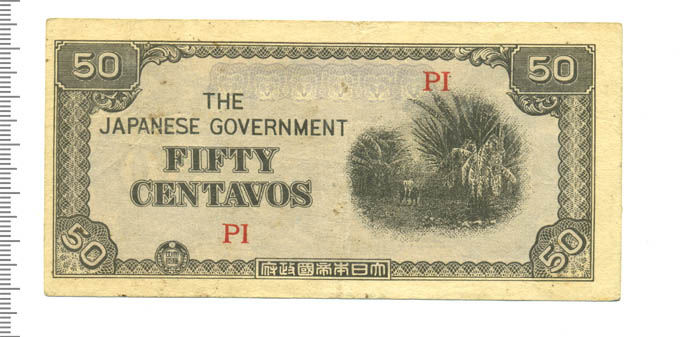 50
50
PI
THE
JAPANESE GOVERNMENT
FIFTY
CENTAVOS
PI
50
50
府政國帝本日大